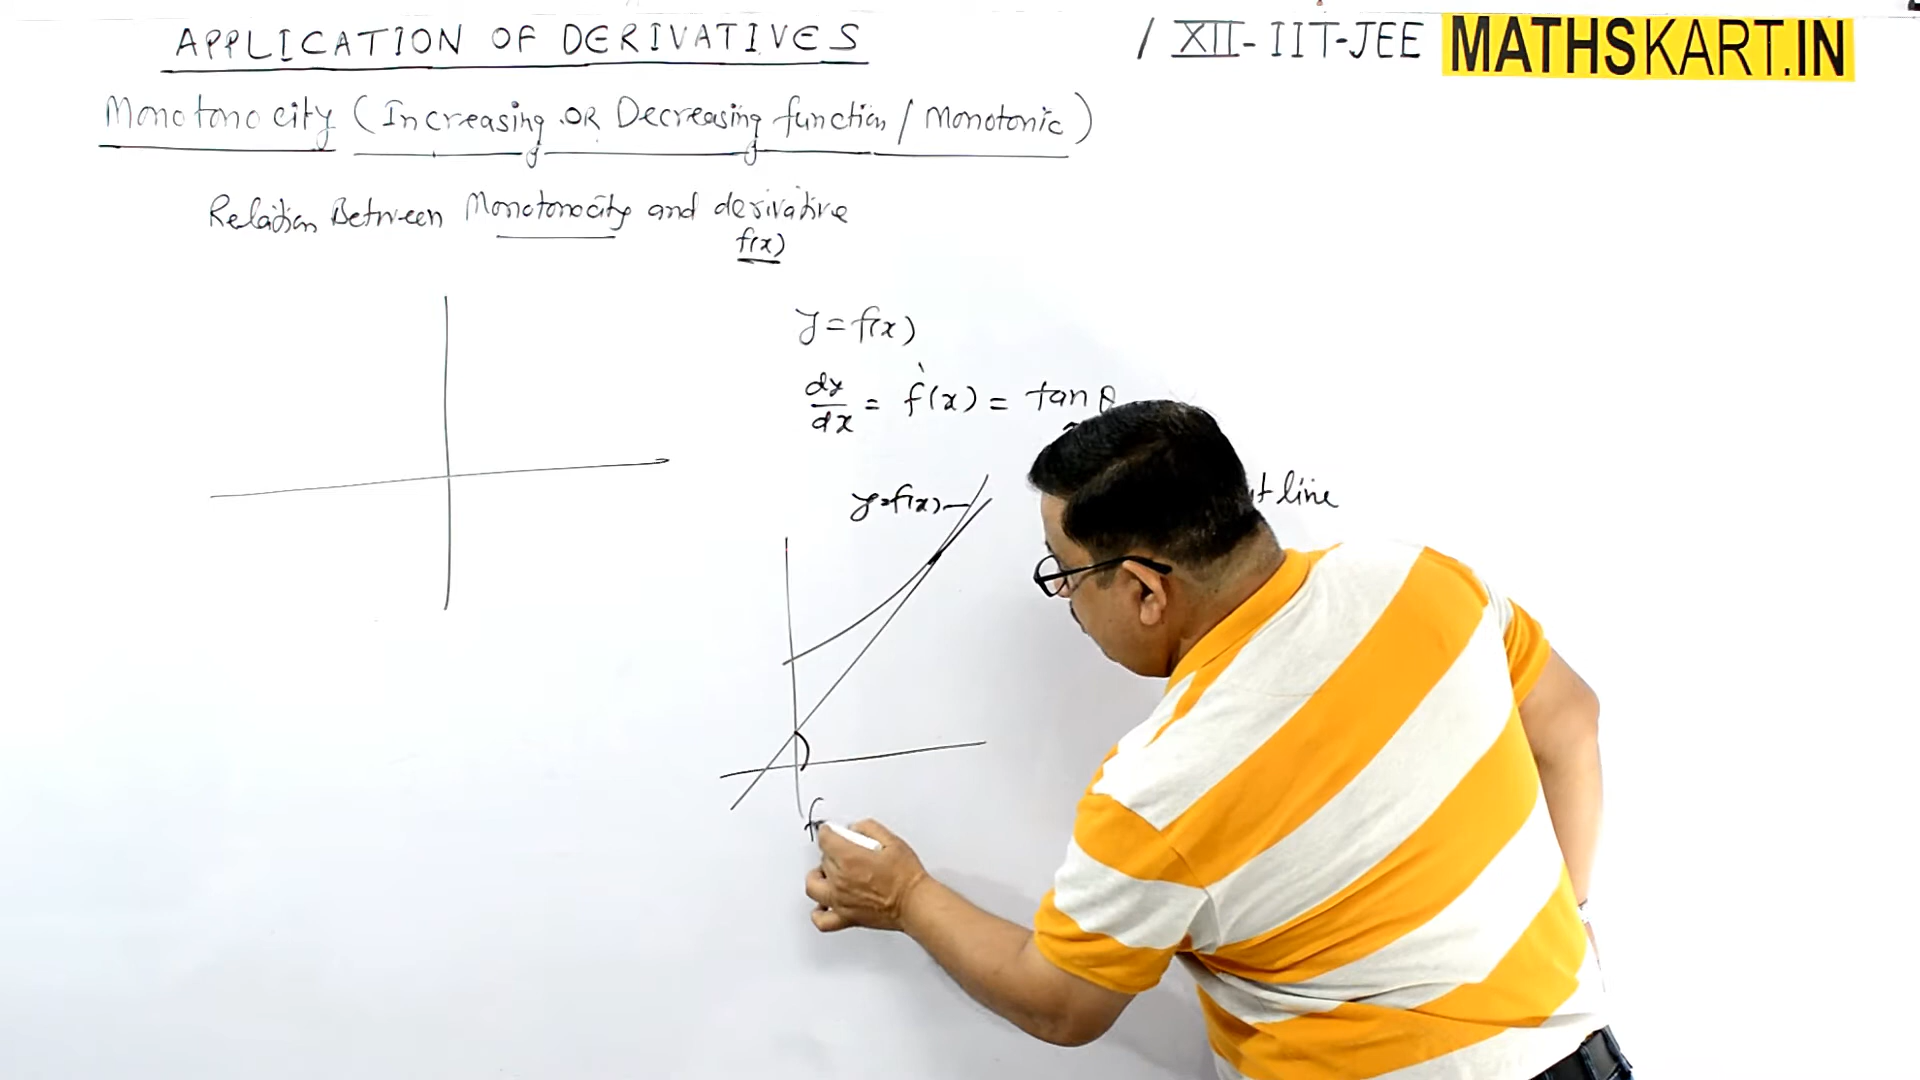 APPLICATION OF DERIVATIVES / XII - IIT-JEE MATHSKART.IN
Monotonocity (Increasing OR Decreasing function / Monotonic)
Relation Between Monotonocity and derivative
f(x)
y = f(x)
dy/dx = f'(x) = tan θ
line
y = f(x)